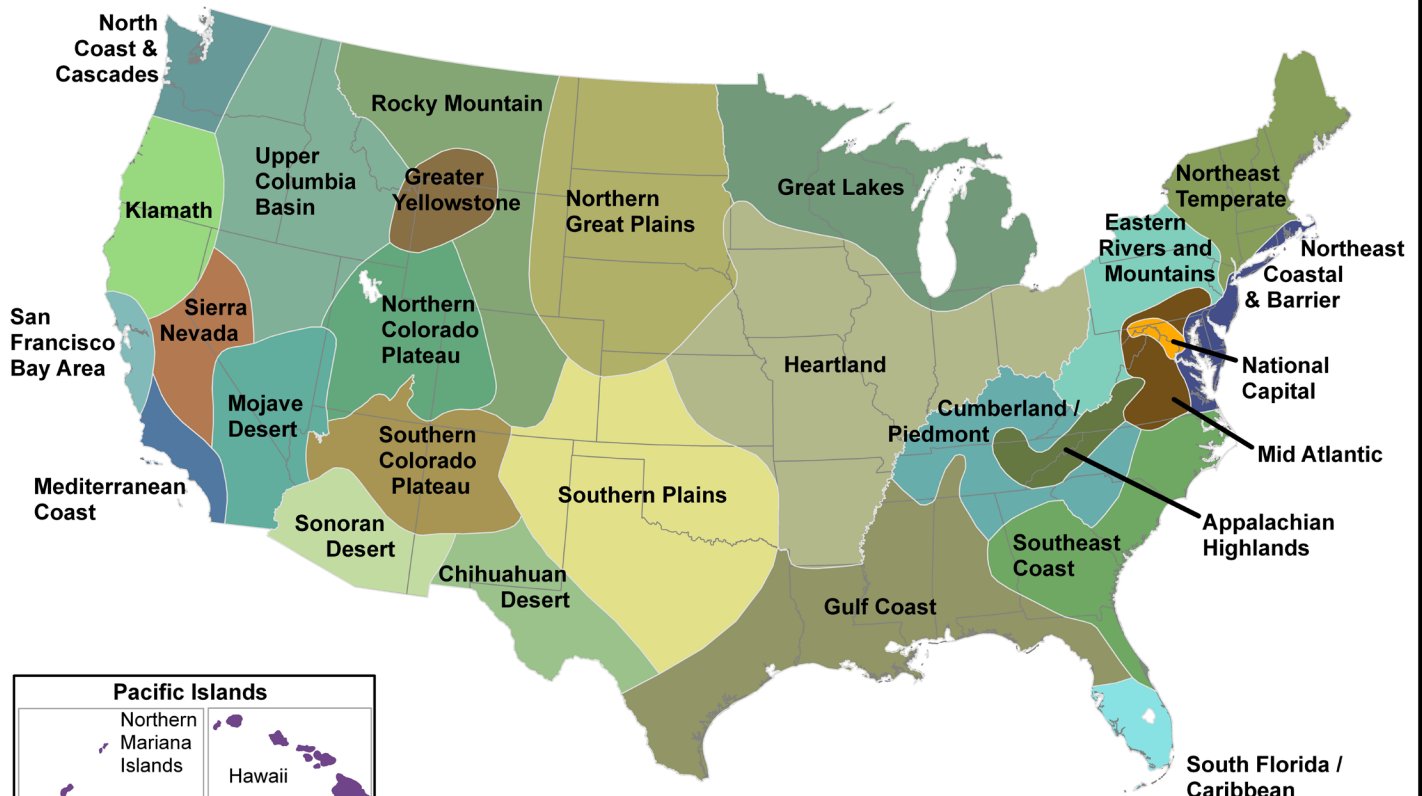 North
Coast &
Cascades
Rocky Mountain
Upper
Columbia
Basin
Greater
Yellowstone
Northern
Great Plains
Great Lakes
Northeast
Temperate
Klamath
Eastern
Rivers and
Mountains
Northeast
Coastal
& Barrier
San
Francisco
Bay Area
Sierra
Nevada
Northern
Colorado
Plateau
Heartland
National
Capital
Mojave
Desert
Cumberland /
Piedmont
Southern
Colorado
Plateau
Mid Atlantic
Mediterranean
Coast
Southern Plains
Sonoran
Desert
Appalachian
Highlands
Southeast
Coast
Chihuahuan
Desert
Gulf Coast
South Florida /
Caribbean
Pacific Islands
Northern
Mariana
Islands
Hawaii